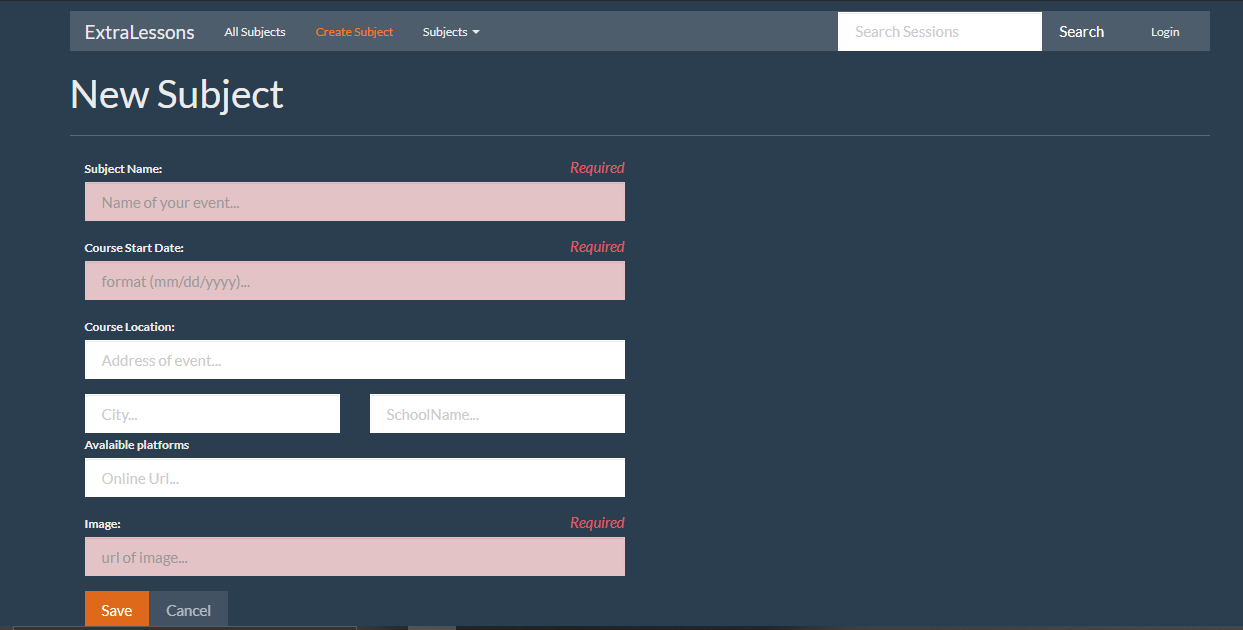 ExtraLessons All Subjects Create Subject Subjects Search Sessions Search Login
New Subject
Subject Name: Required
Name of your event...
Course Start Date: Required
format (mm/dd/yyyy)...
Course Location:
Address of event...
City... SchoolName...
Avalaible platforms
Online Url...
Image: Required
url of image...
Save Cancel